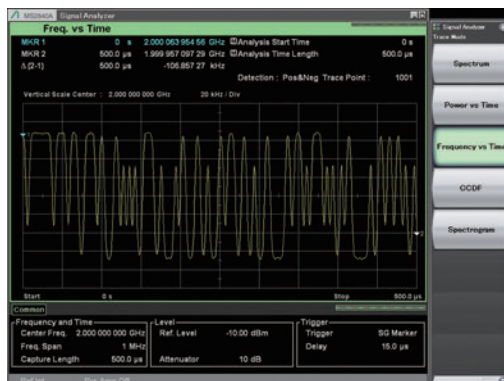 MS2840A Signal Analyzer
Freq. vs Time
MKR 1 0 s 2.000 063 954 56 GHz Analysis Start Time 0 s
MKR 2 500.0 µs 1.999 957 097 29 GHz Analysis Time Length 500.0 µs
Δ (2-1) 500.0 µs -106.857 27 kHz
Detection : Pos&Neg Trace Point : 1001
Vertical Scale Center : 2.000 000 000 GHz 20 kHz / Div
1
2
Start 0 s Stop 500.0 µs
Common
Frequency and Time
Center Freq. 2.000 000 000 GHz
Freq. Span 1 MHz
Capture Length 500.0 µs
Level
Ref. Level -10.00 dBm
Attenuator 10 dB
Trigger
Trigger SG Marker
Delay 15.0 µs
Signal Analyzer
Trace Mode
Spectrum
Power vs Time
Frequency vs Time
CCDF
Spectrogram